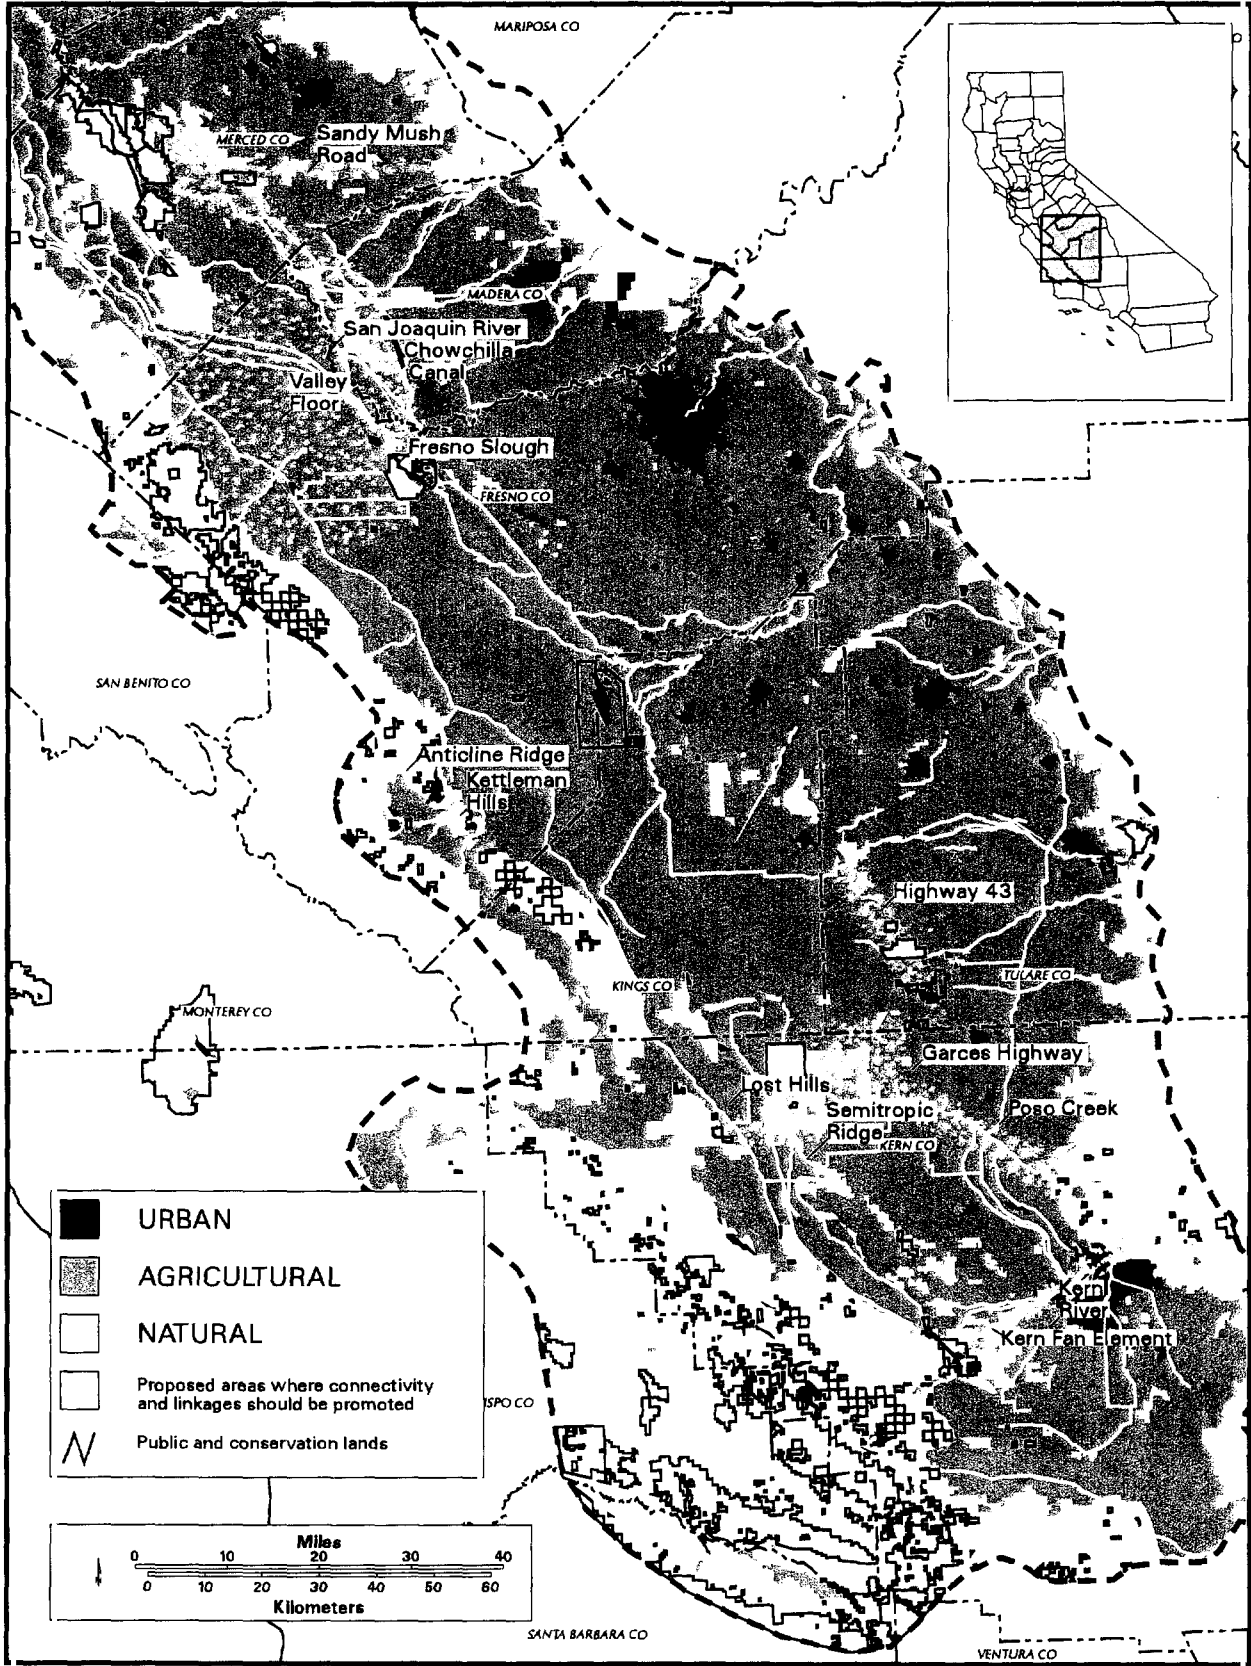 MARIPOSA CO
MERCED CO
Sandy Mush
Road
MADERA CO
San Joaquin River
Chowchilla
Canal
Valley
Floor
Fresno Slough
FRESNO CO
SAN BENITO CO
Anticline Ridge
Kettleman
Hills
Highway 43
TULARE CO
KINGS CO
MONTEREY CO
Garces Highway
Lost Hills
Semitropic
Ridge
Poso Creek
KERN CO
Kern
River
Kern Fan Element
ISPO CO
URBAN
AGRICULTURAL
NATURAL
Proposed areas where connectivity
and linkages should be promoted
Public and conservation lands
Miles
0 10 20 30 40
0 10 20 30 40 50 60
Kilometers
SANTA BARBARA CO
VENTURA CO